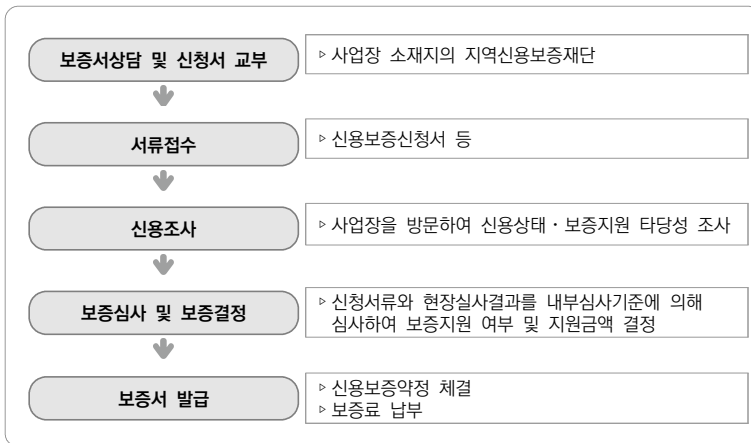 보증서상담 및 신청서 교부
▷사업장 소재지의 지역신용보증재단
서류접수
▷신용보증신청서 등
신용조사
▷사업장을 방문하여 신용상태·보증지원 타당성 조사
보증심사 및 보증결정
▷신청서류와 현장실사결과를 내부심사기준에 의해
심사하여 보증지원 여부 및 지원금액 결정
보증서 발급
▷신용보증약정 체결
▷보증료 납부